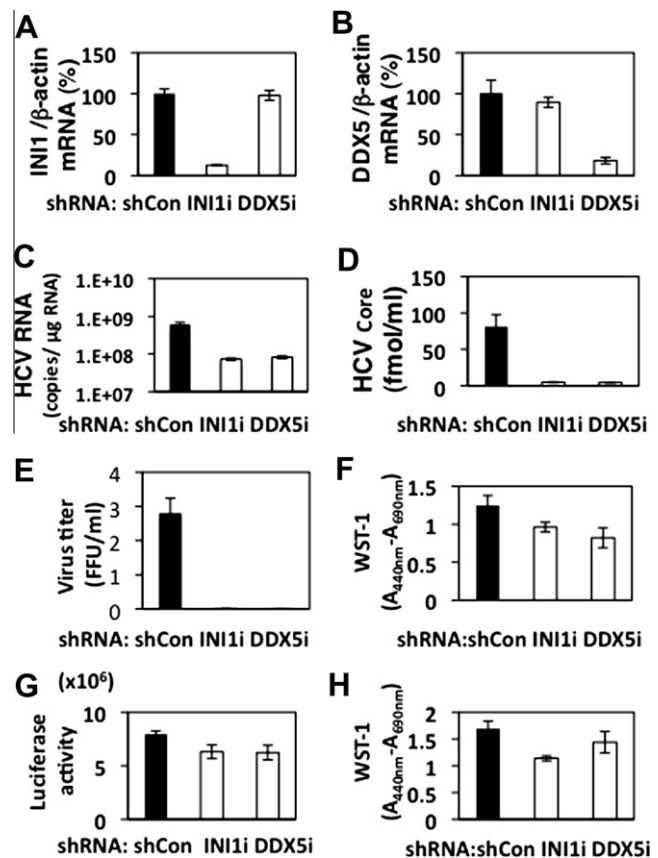 A
INI1 /β-actin
mRNA (%)
150
100
50
0
shRNA: shCon INI1i DDX5i
B
DDX5 /β-actin
mRNA (%)
150
100
50
0
shRNA: shCon INI1i DDX5i
C
HCV RNA
(copies/ μg RNA)
1.E+10
1.E+09
1.E+08
1.E+07
shRNA: shCon INI1i DDX5i
D
HCV Core
(fmol/ml)
150
100
50
0
shRNA: shCon INI1i DDX5i
E
Virus titer
(FFU/ml)
4
3
2
1
0
shRNA: shCon INI1i DDX5i
F
WST-1
(A440nm-A690nm)
1.5
1
0.5
0
shRNA:shCon INI1i DDX5i
G
(x10⁶)
Luciferase
activity
10
5
0
shRNA: shCon INI1i DDX5i
H
WST-1
(A440nm-A690nm)
2
1.5
1
0.5
0
shRNA:shCon INI1i DDX5i